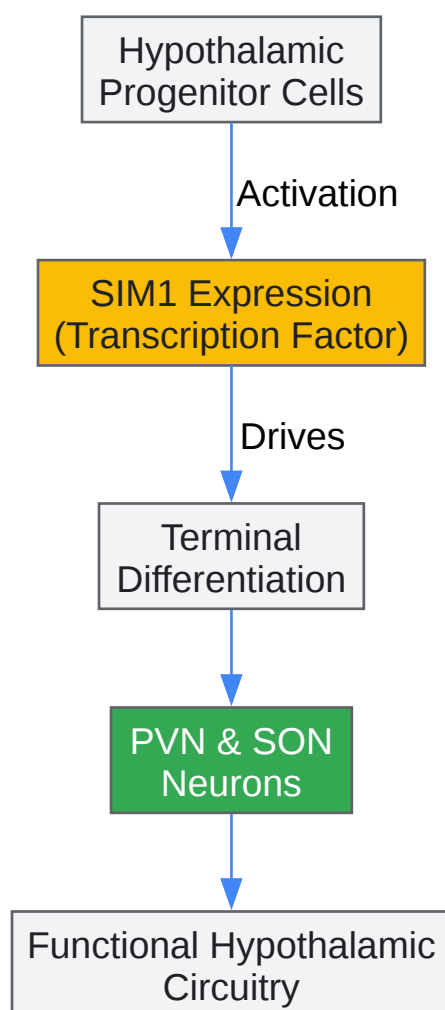 Hypothalamic
Progenitor Cells
Activation
SIM1 Expression
(Transcription Factor)
Drives
Terminal
Differentiation
PVN & SON
Neurons
Functional Hypothalamic
Circuitry